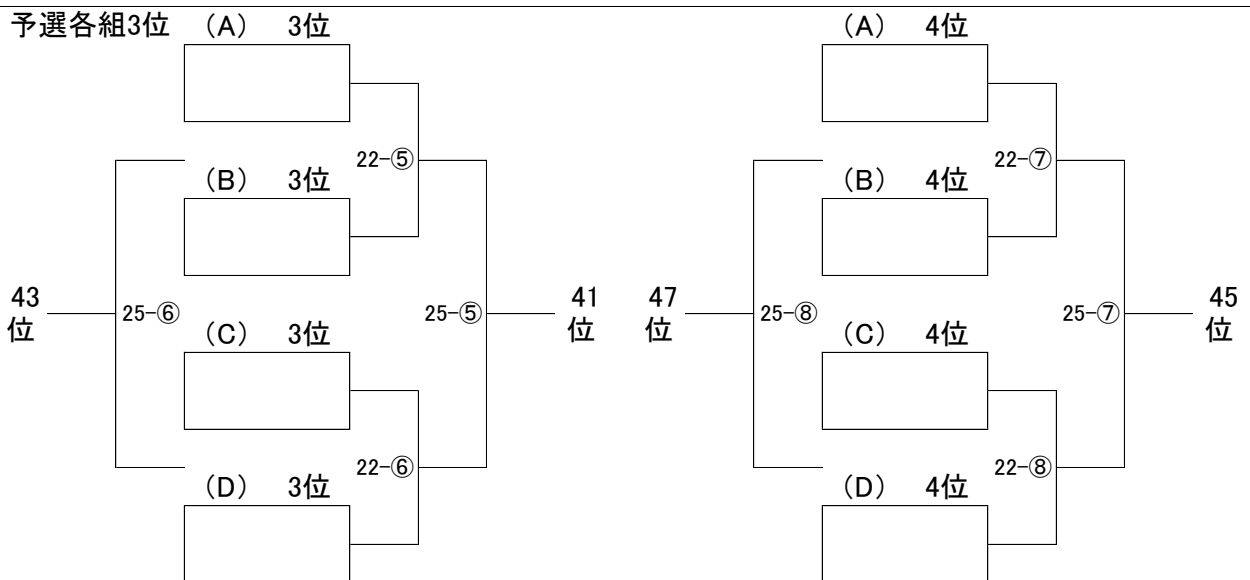 予選各組3位
（A） 3位
22-⑤
（B） 3位
43
位
25-⑥
25-⑤
41
位
（C） 3位
22-⑥
（D） 3位
（A） 4位
22-⑦
（B） 4位
47
位
25-⑧
25-⑦
45
位
（C） 4位
22-⑧
（D） 4位